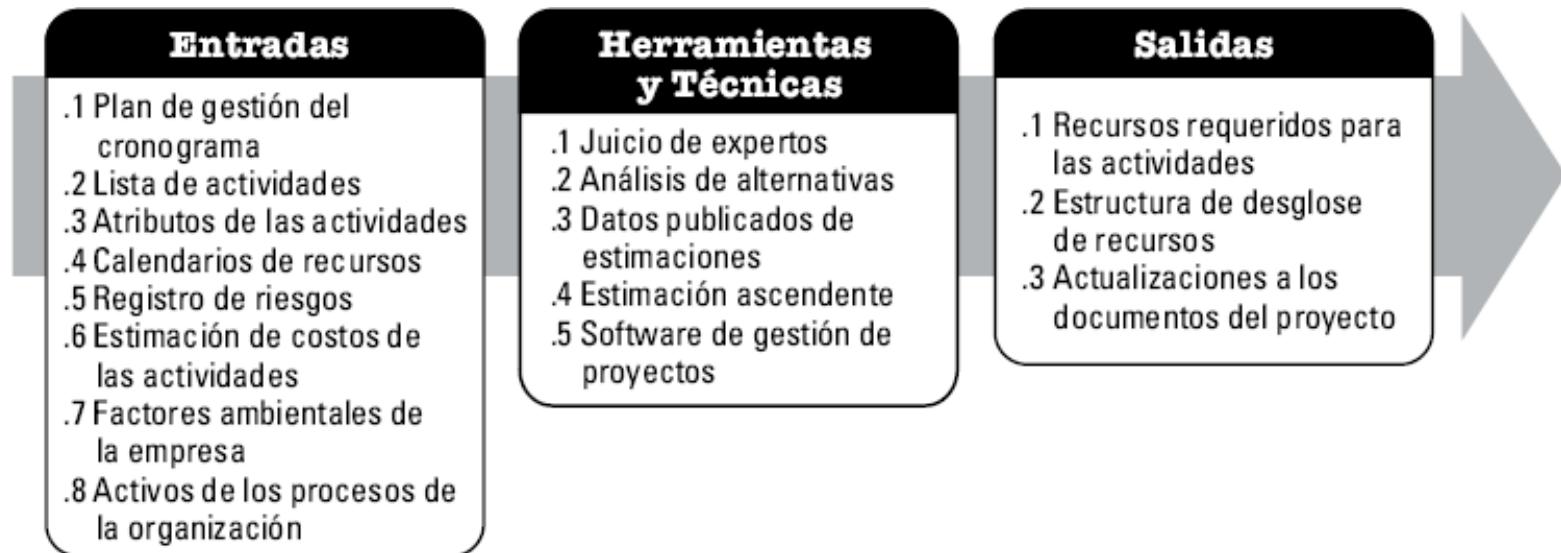 Entradas
.1 Plan de gestión del
cronograma
.2 Lista de actividades
.3 Atributos de las actividades
.4 Calendarios de recursos
.5 Registro de riesgos
.6 Estimación de costos de
las actividades
.7 Factores ambientales de
la empresa
.8 Activos de los procesos de
la organización
Herramientas
y Técnicas
.1 Juicio de expertos
.2 Análisis de alternativas
.3 Datos publicados de
estimaciones
.4 Estimación ascendente
.5 Software de gestión de
proyectos
Salidas
.1 Recursos requeridos para
las actividades
.2 Estructura de desglose
de recursos
.3 Actualizaciones a los
documentos del proyecto